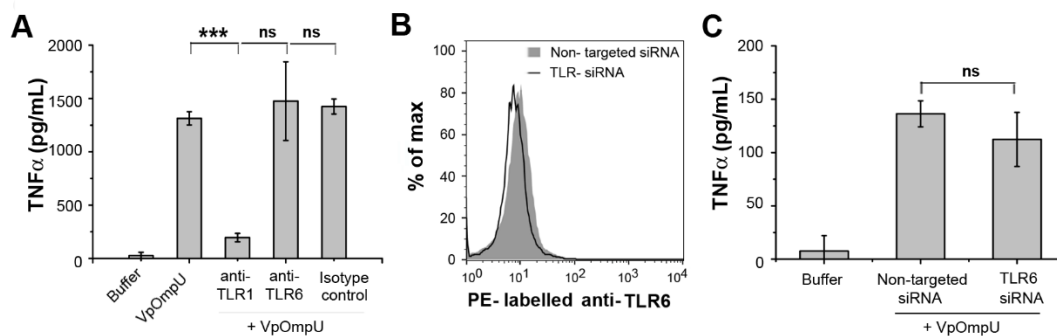 A
TNFα (pg/mL)
2000
1500
1000
500
0
***
ns
ns
Buffer
VpOmpU
anti-
TLR1
anti-
TLR6
Isotype
control
+ VpOmpU
B
% of max
100
80
60
40
20
0
Non- targeted siRNA
TLR- siRNA
10⁰ 10¹ 10² 10³ 10⁴
PE- labelled anti-TLR6
C
TNFα (pg/mL)
200
150
100
50
0
ns
Buffer
Non-targeted
siRNA
TLR6
siRNA
+ VpOmpU